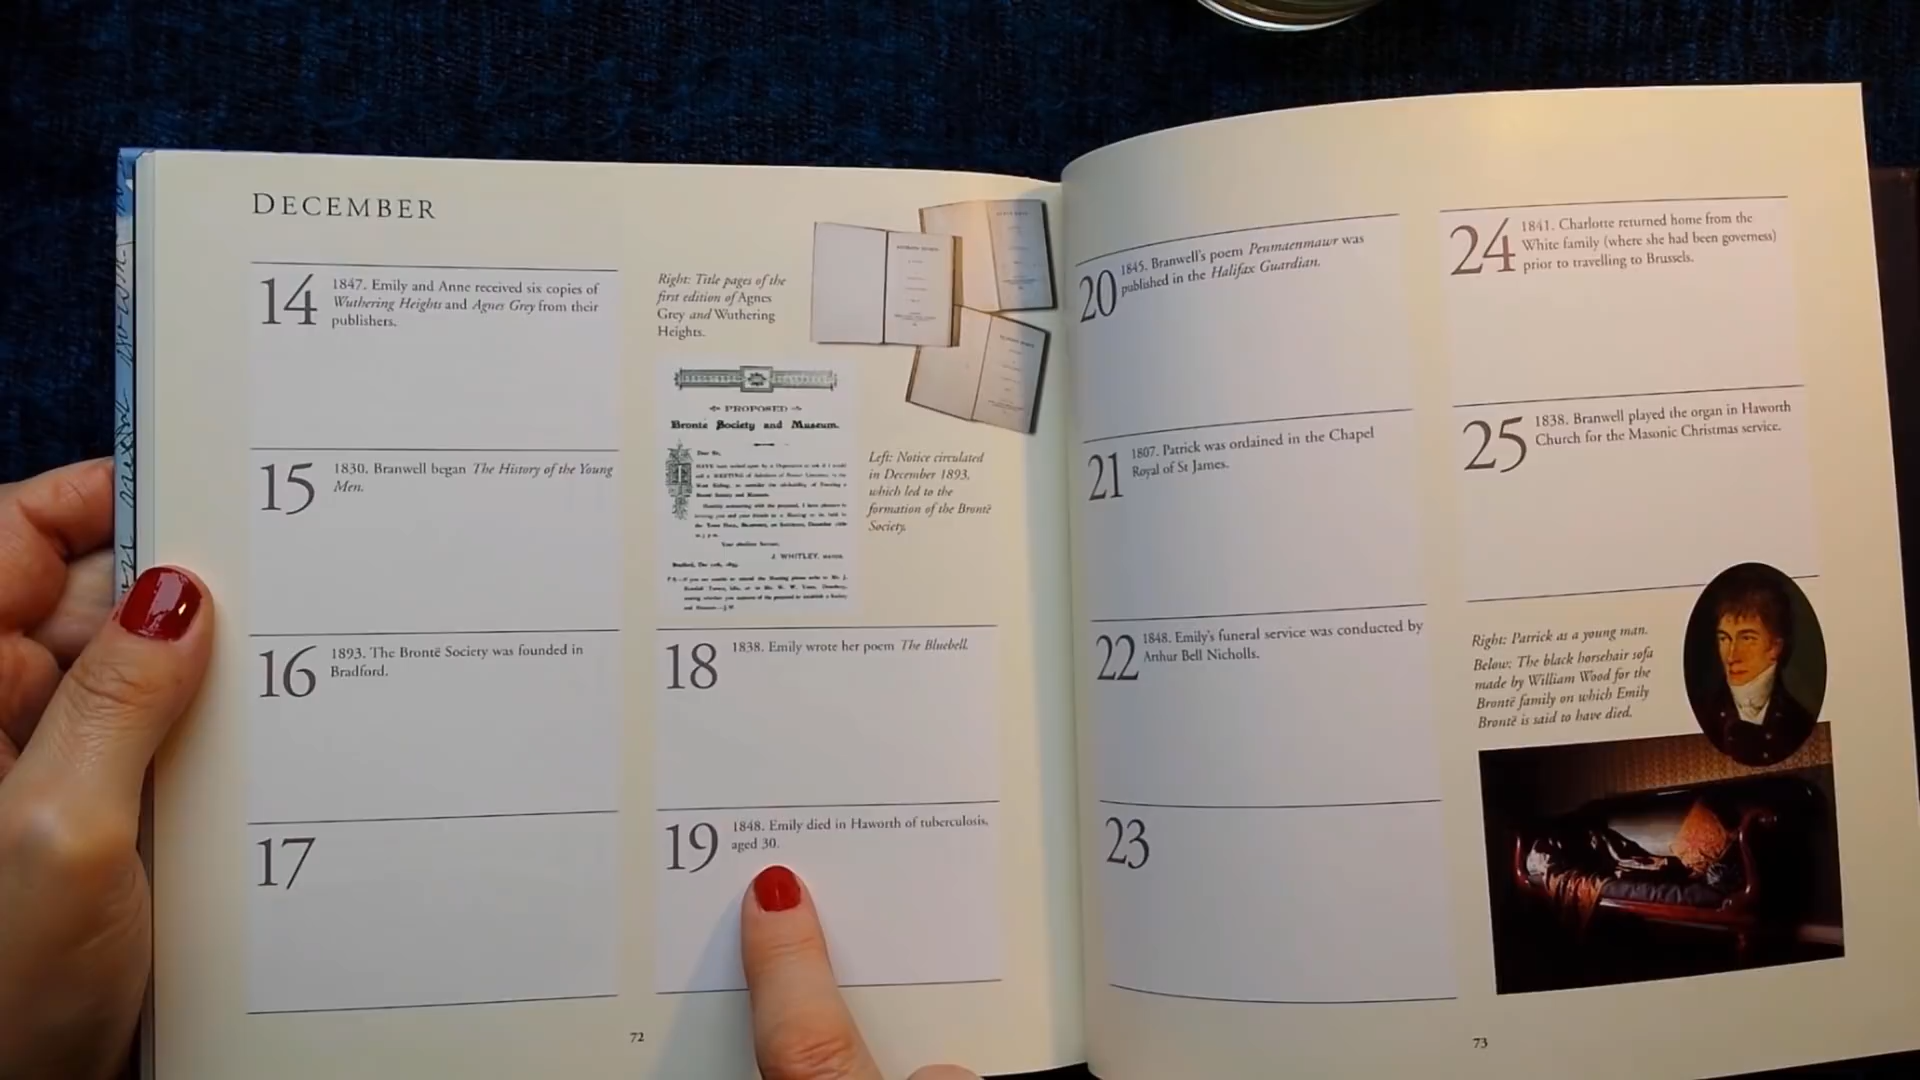 DECEMBER
14
1847. Emily and Anne received six copies of
Wuthering Heights and Agnes Grey from their
publishers.
15
1830. Branwell began The History of the Young
Men.
16
1893. The Brontë Society was founded in
Bradford.
17
Right: Title pages of the
first edition of Agnes
Grey and Wuthering
Heights.
PROPOSED
Brontë Society and Museum.
Dear Sir,
J. WHITLEY,
Left: Notice circulated
in December 1893,
which led to the
formation of the Brontë
Society.
18
1838. Emily wrote her poem The Bluebell.
19
1848. Emily died in Haworth of tuberculosis,
aged 30.
72
20
1845. Branwell's poem Penmaenmawr was
published in the Halifax Guardian.
21
1807. Patrick was ordained in the Chapel
Royal of St James.
22
1848. Emily's funeral service was conducted by
Arthur Bell Nicholls.
23
24
1841. Charlotte returned home from the
White family (where she had been governess)
prior to travelling to Brussels.
25
1838. Branwell played the organ in Haworth
Church for the Masonic Christmas service.
Right: Patrick as a young man.
Below: The black horsehair sofa
made by William Wood for the
Brontë family on which Emily
Brontë is said to have died.
73